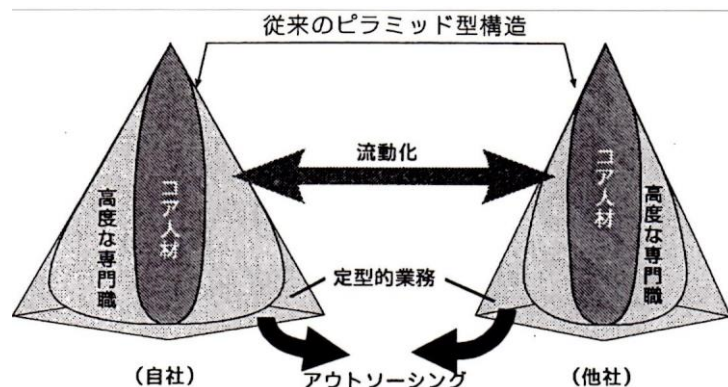 従来のピラミッド型構造
流動化
コア人材
高度な専門職
コア人材
高度な専門職
定型的業務
アウトソーシング
(自社)
(他社)